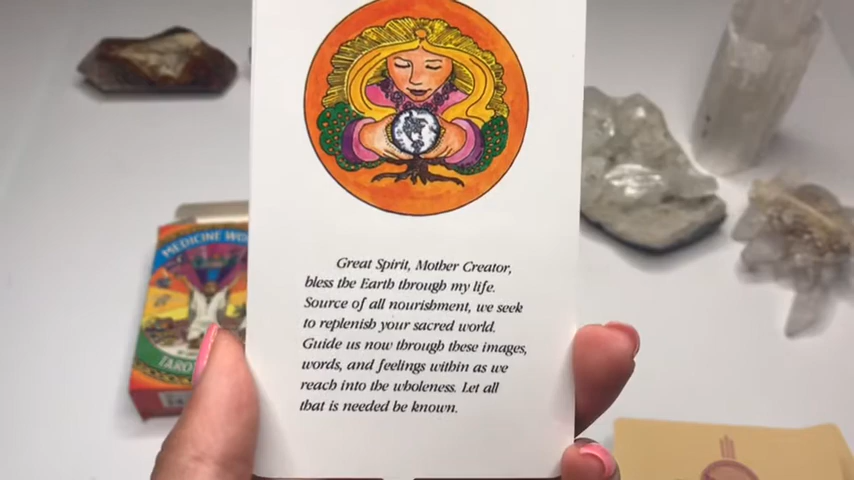 Great Spirit, Mother Creator,
bless the Earth through my life.
Source of all nourishment, we seek
to replenish your sacred world.
Guide us now through these images,
words, and feelings within as we
reach into the wholeness. Let all
that is needed be known.
MEDICINE
TAROT